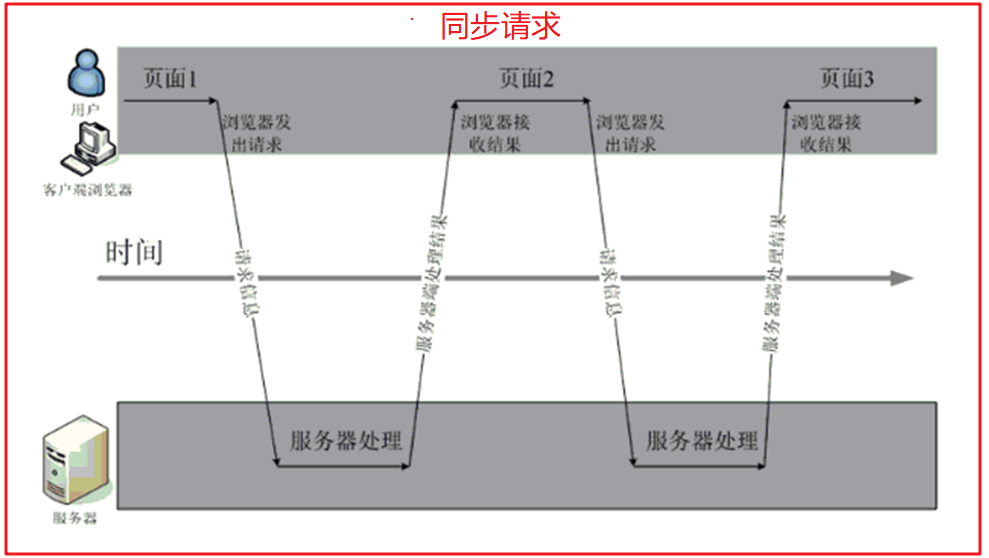 同步请求
页面1
页面2
页面3
用户
浏览器发
出请求
浏览器接
收结果
浏览器发
出请求
浏览器接
收结果
客户端浏览器
时间
请求信息
服务器端处理结果
请求信息
服务器端处理结果
服务器处理
服务器处理
服务器